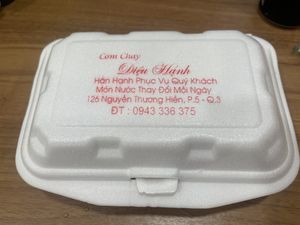 Cơm Chay
Diệu Hạnh
Hân Hạnh Phục Vụ Quý Khách
Món Nước Thay Đổi Mỗi Ngày
126 Nguyễn Thượng Hiền, P.5 - Q.3
ĐT : 0943 336 375